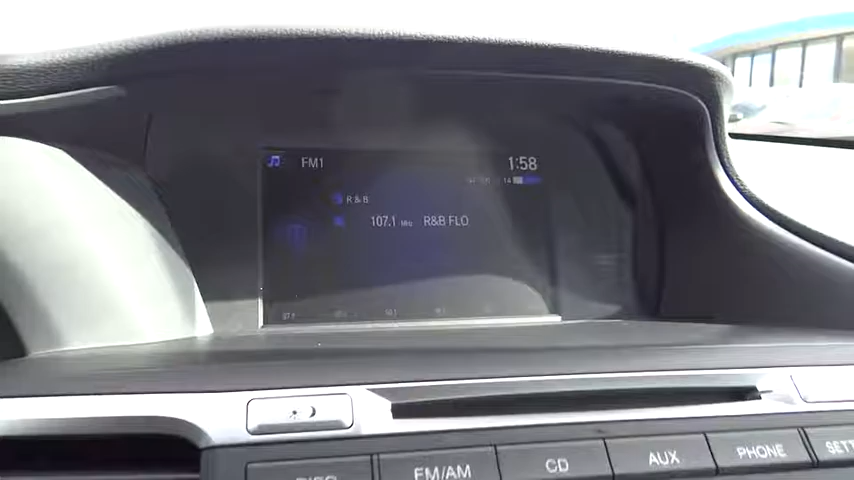 FM1 1:58
R & B
107.1 MHz R&B FLO
DISC FM/AM CD AUX PHONE SETT